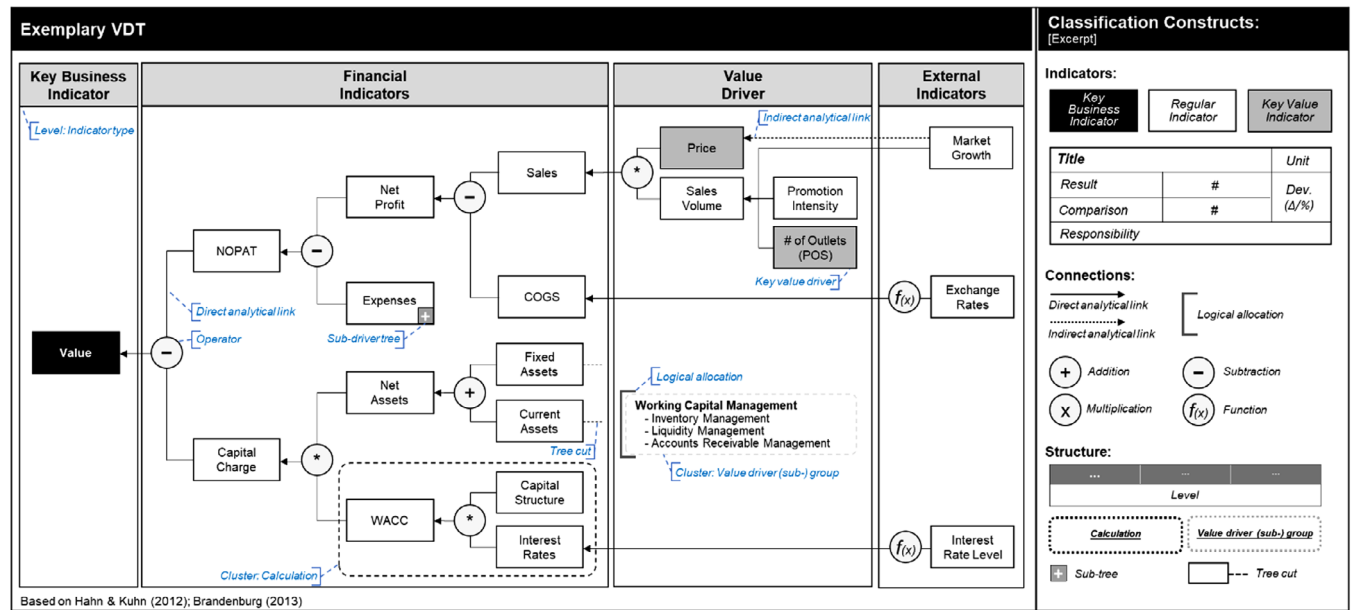 Exemplary VDT
Key Business
Indicator
Financial
Indicators
Value
Driver
External
Indicators
Level: Indicator type
Indirect analytical link
Price
Market
Growth
Sales
*
Net
Profit
−
Sales
Volume
Promotion
Intensity
NOPAT
−
# of Outlets
(POS)
Key value driver
Expenses
+
COGS
f(x)
Exchange
Rates
Direct analytical link
Sub-driver tree
Operator
Value
−
Fixed
Assets
Net
Assets
+
Logical allocation
Working Capital Management
- Inventory Management
- Liquidity Management
- Accounts Receivable Management
Current
Assets
Tree cut
Capital
Charge
*
Cluster: Value driver (sub-) group
Capital
Structure
WACC
*
Interest
Rates
f(x)
Interest
Rate Level
Cluster: Calculation
Based on Hahn & Kuhn (2012); Brandenburg (2013)
Classification Constructs:
[Excerpt]
Indicators:
Key
Business
Indicator
Regular
Indicator
Key Value
Indicator
Title Unit
Result # Dev.
(Δ/%)
Comparison #
Responsibility
Connections:
Direct analytical link
Logical allocation
Indirect analytical link
+ Addition − Subtraction
x Multiplication f(x) Function
Structure:
... ... ...
Level
Calculation Value driver (sub-) group
+ Sub-tree Tree cut